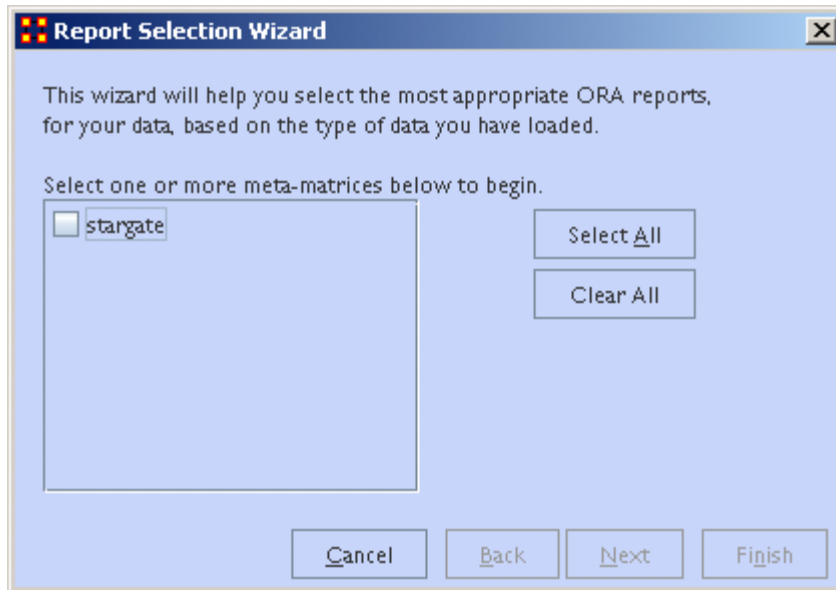 Report Selection Wizard
This wizard will help you select the most appropriate ORA reports,
for your data, based on the type of data you have loaded.
Select one or more meta-matrices below to begin.
stargate
Select All
Clear All
Cancel
Back
Next
Finish